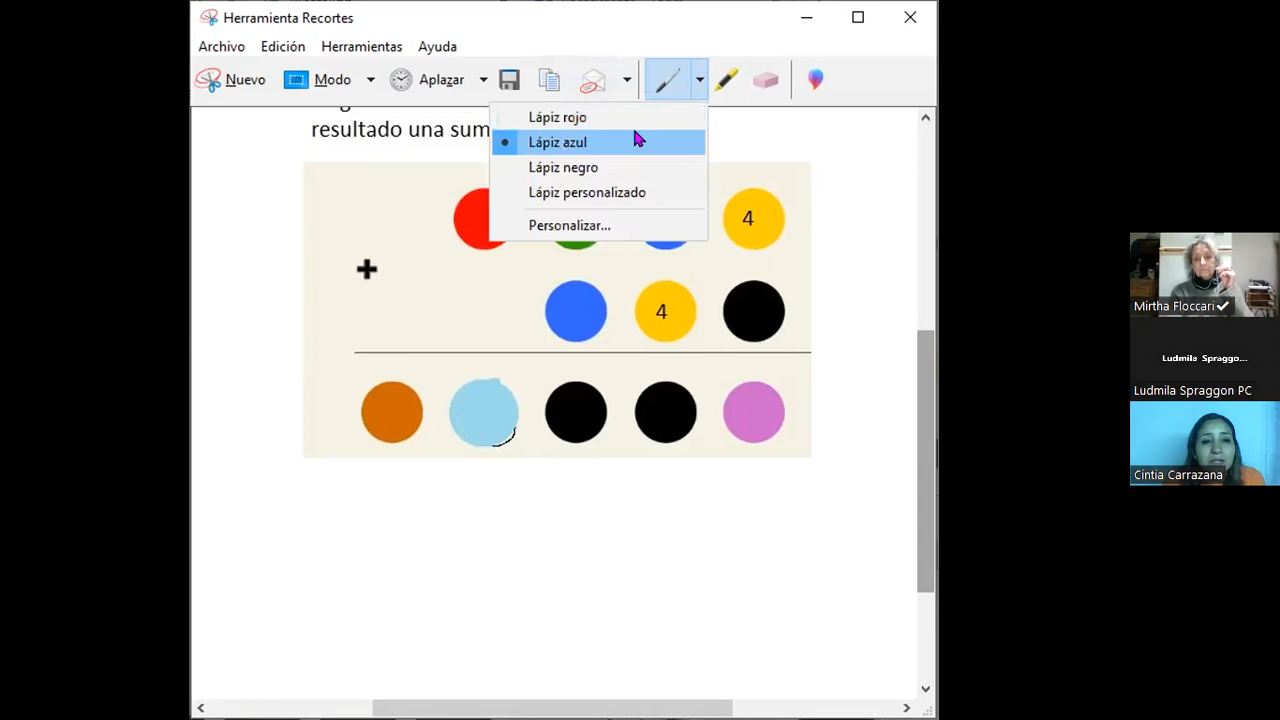 Herramienta Recortes
Archivo Edición Herramientas Ayuda
Nuevo Modo Aplazar
Lápiz rojo
resultado una sum
Lápiz azul
Lápiz negro
Lápiz personalizado
4
Personalizar...
+
4
Mirtha Floccari
Ludmila Spraggo...
Ludmila Spraggon PC
Cintia Carrazana